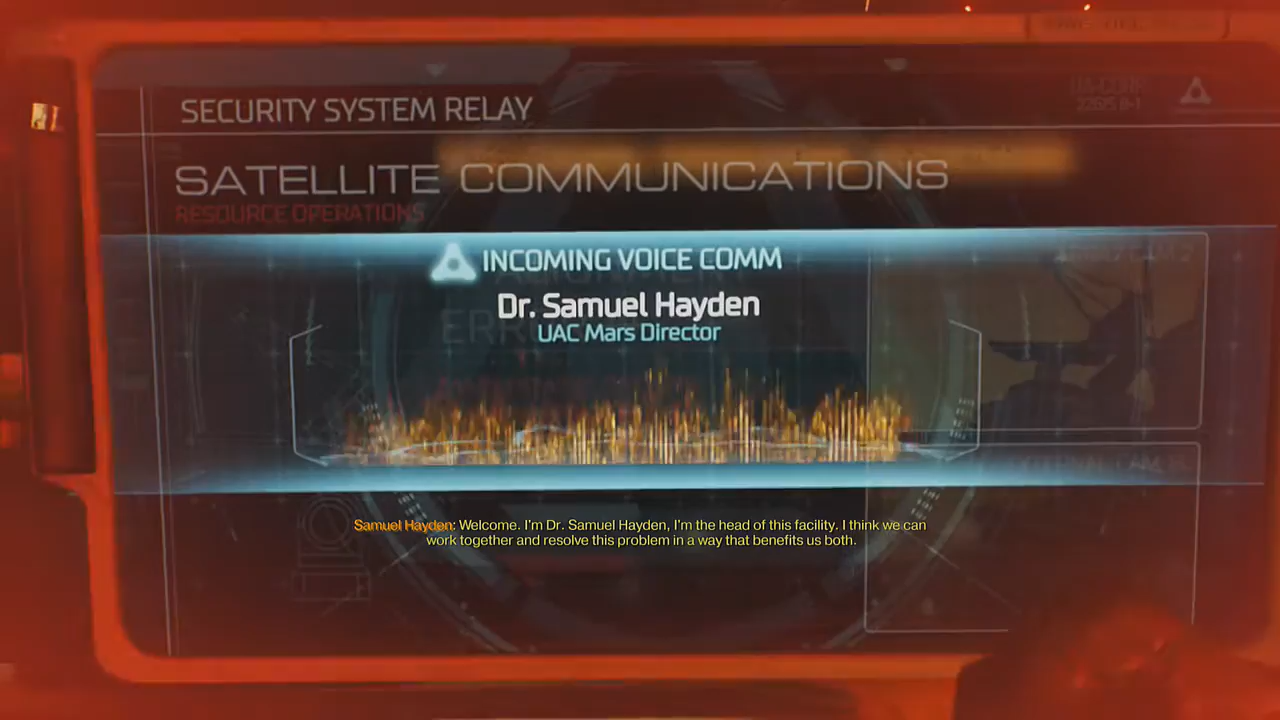 SECURITY SYSTEM RELAY
SATELLITE COMMUNICATIONS
RESOURCE OPERATIONS
INCOMING VOICE COMM
Dr. Samuel Hayden
UAC Mars Director
Samuel Hayden: Welcome. I'm Dr. Samuel Hayden, I'm the head of this facility. I think we can
work together and resolve this problem in a way that benefits us both.